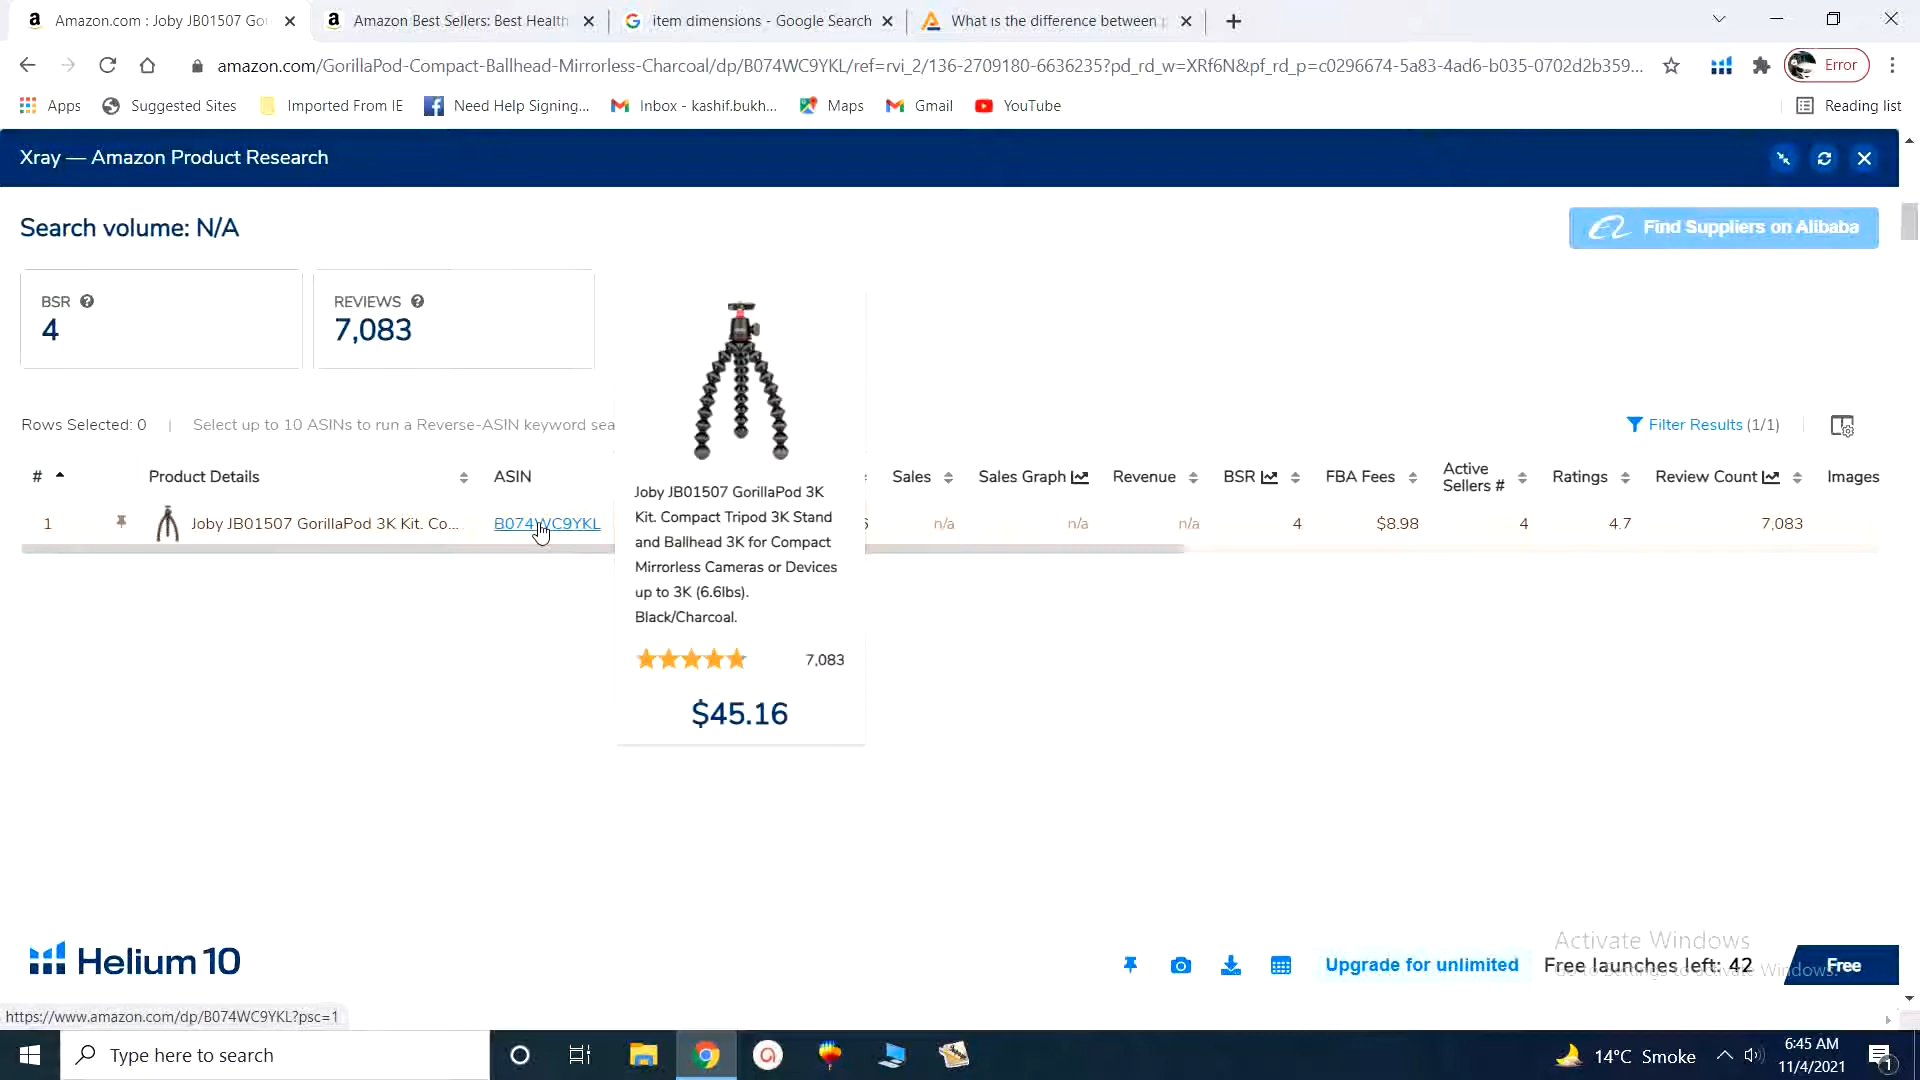 Amazon.com : Joby JB01507 Go
Amazon Best Sellers: Best Health
item dimensions - Google Search
What is the difference between
amazon.com/GorillaPod-Compact-Ballhead-Mirrorless-Charcoal/dp/B074WC9YKL/ref=rvi_2/136-2709180-6636235?pd_rd_w=XRf6N&pf_rd_p=c0296674-5a83-4ad6-b035-0702d2b359...
Error
Apps
Suggested Sites
Imported From IE
Need Help Signing...
Inbox - kashif.bukh...
Maps
Gmail
YouTube
Reading list
Xray — Amazon Product Research
Search volume: N/A
Find Suppliers on Alibaba
BSR
4
REVIEWS
7,083
Rows Selected: 0 | Select up to 10 ASINs to run a Reverse-ASIN keyword sea
Filter Results (1/1)
# Product Details ASIN Sales Sales Graph Revenue BSR FBA Fees Active Sellers # Ratings Review Count Images
1 Joby JB01507 GorillaPod 3K Kit. Co... B074WC9YKL n/a n/a n/a 4 $8.98 4 4.7 7,083
Joby JB01507 GorillaPod 3K
Kit. Compact Tripod 3K Stand
and Ballhead 3K for Compact
Mirrorless Cameras or Devices
up to 3K (6.6lbs).
Black/Charcoal.
7,083
$45.16
Helium 10
Upgrade for unlimited
Free launches left: 42
Free
Activate Windows
Go to Settings to activate Windows.
https://www.amazon.com/dp/B074WC9YKL?psc=1
Type here to search
14°C Smoke
6:45 AM
11/4/2021
1